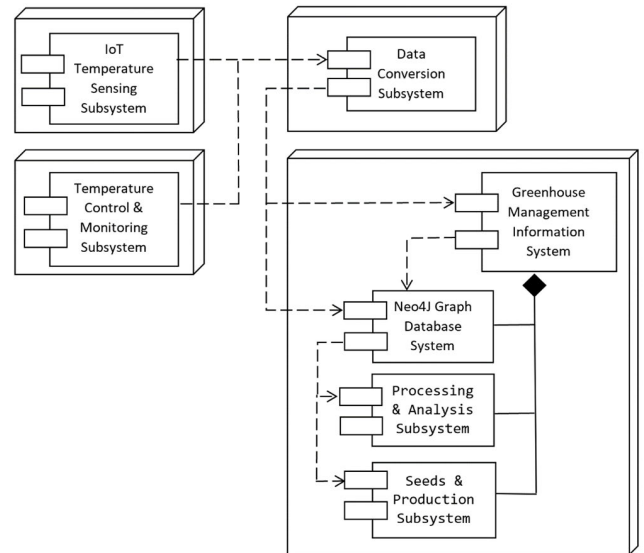 IoT
Temperature
Sensing
Subsystem
Data
Conversion
Subsystem
Temperature
Control &
Monitoring
Subsystem
Greenhouse
Management
Information
System
Neo4J Graph
Database
System
Processing
& Analysis
Subsystem
Seeds &
Production
Subsystem